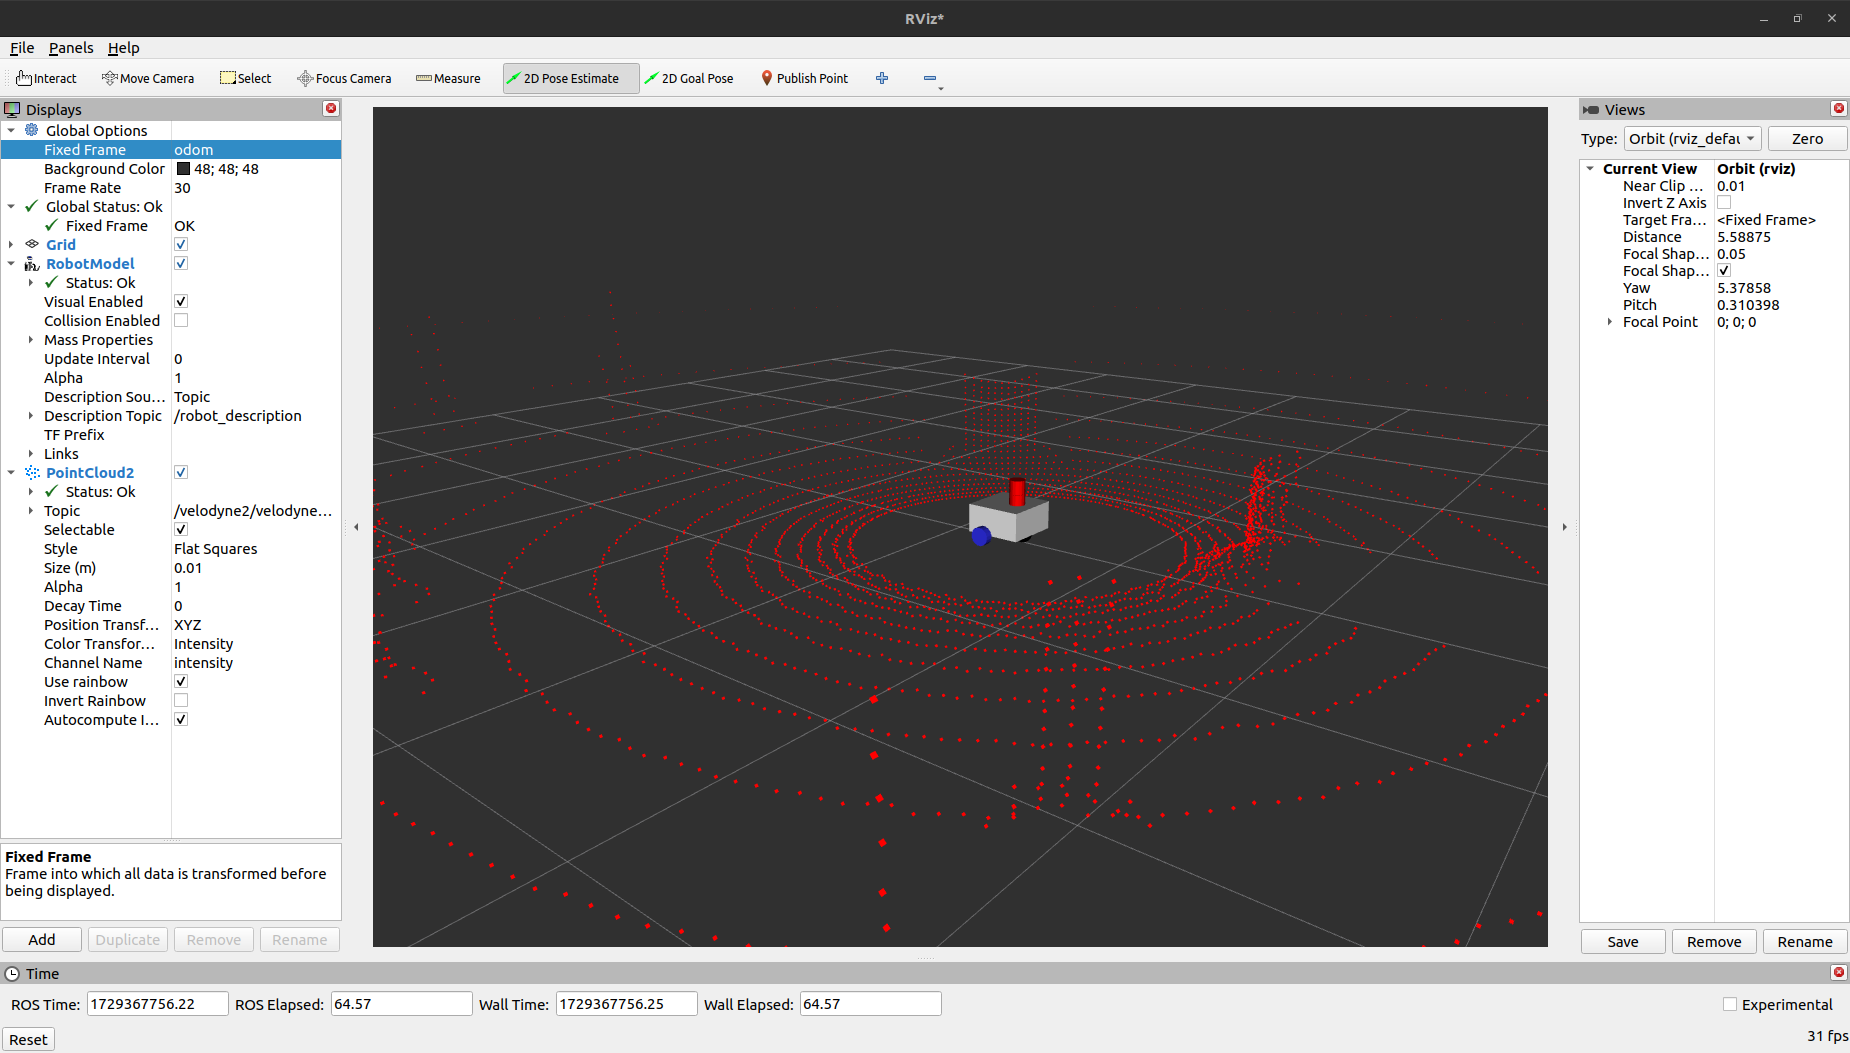 RViz*
File Panels Help
Interact Move Camera Select Focus Camera Measure 2D Pose Estimate 2D Goal Pose Publish Point
Displays
Global Options
Fixed Frame odom
Background Color 48; 48; 48
Frame Rate 30
Global Status: Ok
Fixed Frame OK
Grid
RobotModel
Status: Ok
Visual Enabled
Collision Enabled
Mass Properties
Update Interval 0
Alpha 1
Description Sou... Topic
Description Topic /robot_description
TF Prefix
Links
PointCloud2
Status: Ok
Topic /velodyne2/velodyne...
Selectable
Style Flat Squares
Size (m) 0.01
Alpha 1
Decay Time 0
Position Transf... XYZ
Color Transfor... Intensity
Channel Name intensity
Use rainbow
Invert Rainbow
Autocompute I...
Fixed Frame
Frame into which all data is transformed before
being displayed.
Add Duplicate Remove Rename
Views
Type: Orbit (rviz_defau Zero
Current View Orbit (rviz)
Near Clip ... 0.01
Invert Z Axis
Target Fra... <Fixed Frame>
Distance 5.58875
Focal Shap... 0.05
Focal Shap...
Yaw 5.37858
Pitch 0.310398
Focal Point 0; 0; 0
Save Remove Rename
Time
ROS Time: 1729367756.22 ROS Elapsed: 64.57 Wall Time: 1729367756.25 Wall Elapsed: 64.57 Experimental
Reset 31 fps